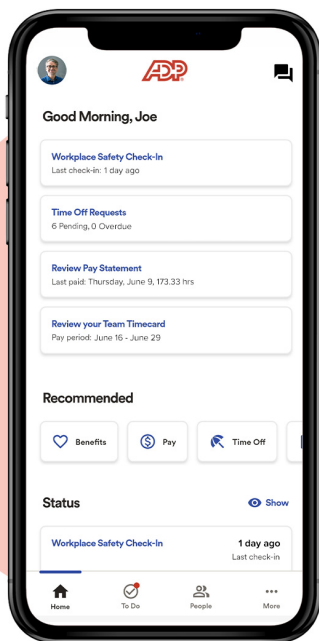 ADP
Good Morning, Joe
Workplace Safety Check-In
Last check-in: 1 day ago
Time Off Requests
6 Pending, 0 Overdue
Review Pay Statement
Last paid: Thursday, June 9, 173.33 hrs
Review your Team Timecard
Pay period: June 16 - June 29
Recommended
Benefits
Pay
Time Off
Status
Show
Workplace Safety Check-In
1 day ago
Last check-in
Home
To Do
People
More